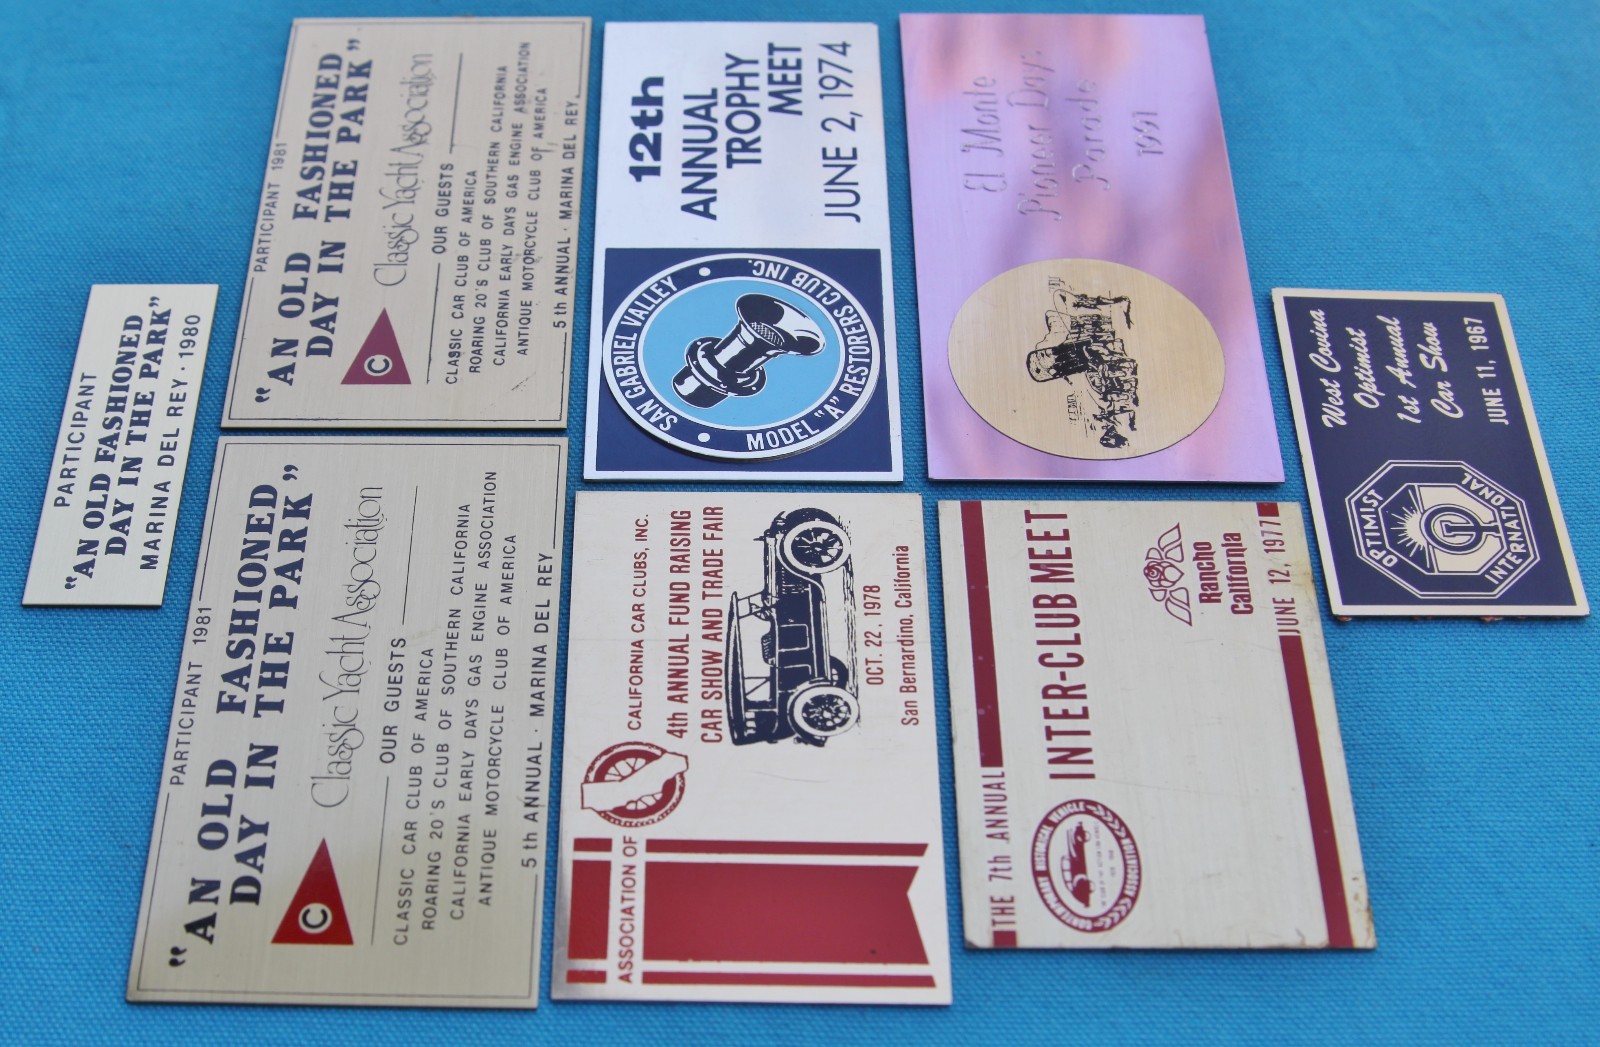 PARTICIPANT
"AN OLD FASHIONED
DAY IN THE PARK"
MARINA DEL REY · 1980
PARTICIPANT 1981
"AN OLD FASHIONED
DAY IN THE PARK"
Classic Yacht Association
C
OUR GUESTS
CLASSIC CAR CLUB OF AMERICA
ROARING 20'S CLUB OF SOUTHERN CALIFORNIA
CALIFORNIA EARLY DAYS GAS ENGINE ASSOCIATION
ANTIQUE MOTORCYCLE CLUB OF AMERICA
5th ANNUAL · MARINA DEL REY
PARTICIPANT 1981
"AN OLD FASHIONED
DAY IN THE PARK"
Classic Yacht Association
C
OUR GUESTS
CLASSIC CAR CLUB OF AMERICA
ROARING 20'S CLUB OF SOUTHERN CALIFORNIA
CALIFORNIA EARLY DAYS GAS ENGINE ASSOCIATION
ANTIQUE MOTORCYCLE CLUB OF AMERICA
5th ANNUAL · MARINA DEL REY
12th
ANNUAL
TROPHY
MEET
JUNE 2, 1974
SAN GABRIEL VALLEY
MODEL "A" RESTORERS CLUB INC.
ASSOCIATION OF CALIFORNIA CAR CLUBS, INC.
4th ANNUAL FUND RAISING
CAR SHOW AND TRADE FAIR
OCT. 22, 1978
San Bernardino, California
El Monte
Pioneer Days
Parade
1991
THE 7th ANNUAL
INTER-CLUB MEET
CONTEMPORARY HISTORICAL VEHICLE
ASSOCIATION
Rancho
California
JUNE 12, 1977
West Covina
Optimist
1st Annual
Car Show
JUNE 11, 1967
OPTIMIST
INTERNATIONAL